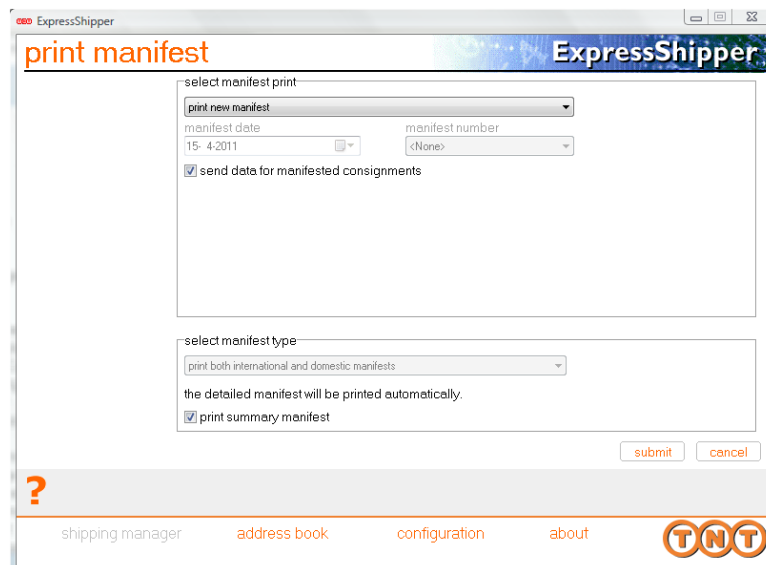 ExpressShipper
print manifest
ExpressShipper
select manifest print
print new manifest
manifest date manifest number
15- 4-2011 <None>
send data for manifested consignments
select manifest type
print both international and domestic manifests
the detailed manifest will be printed automatically.
print summary manifest
submit cancel
?
shipping manager address book configuration about
TNT